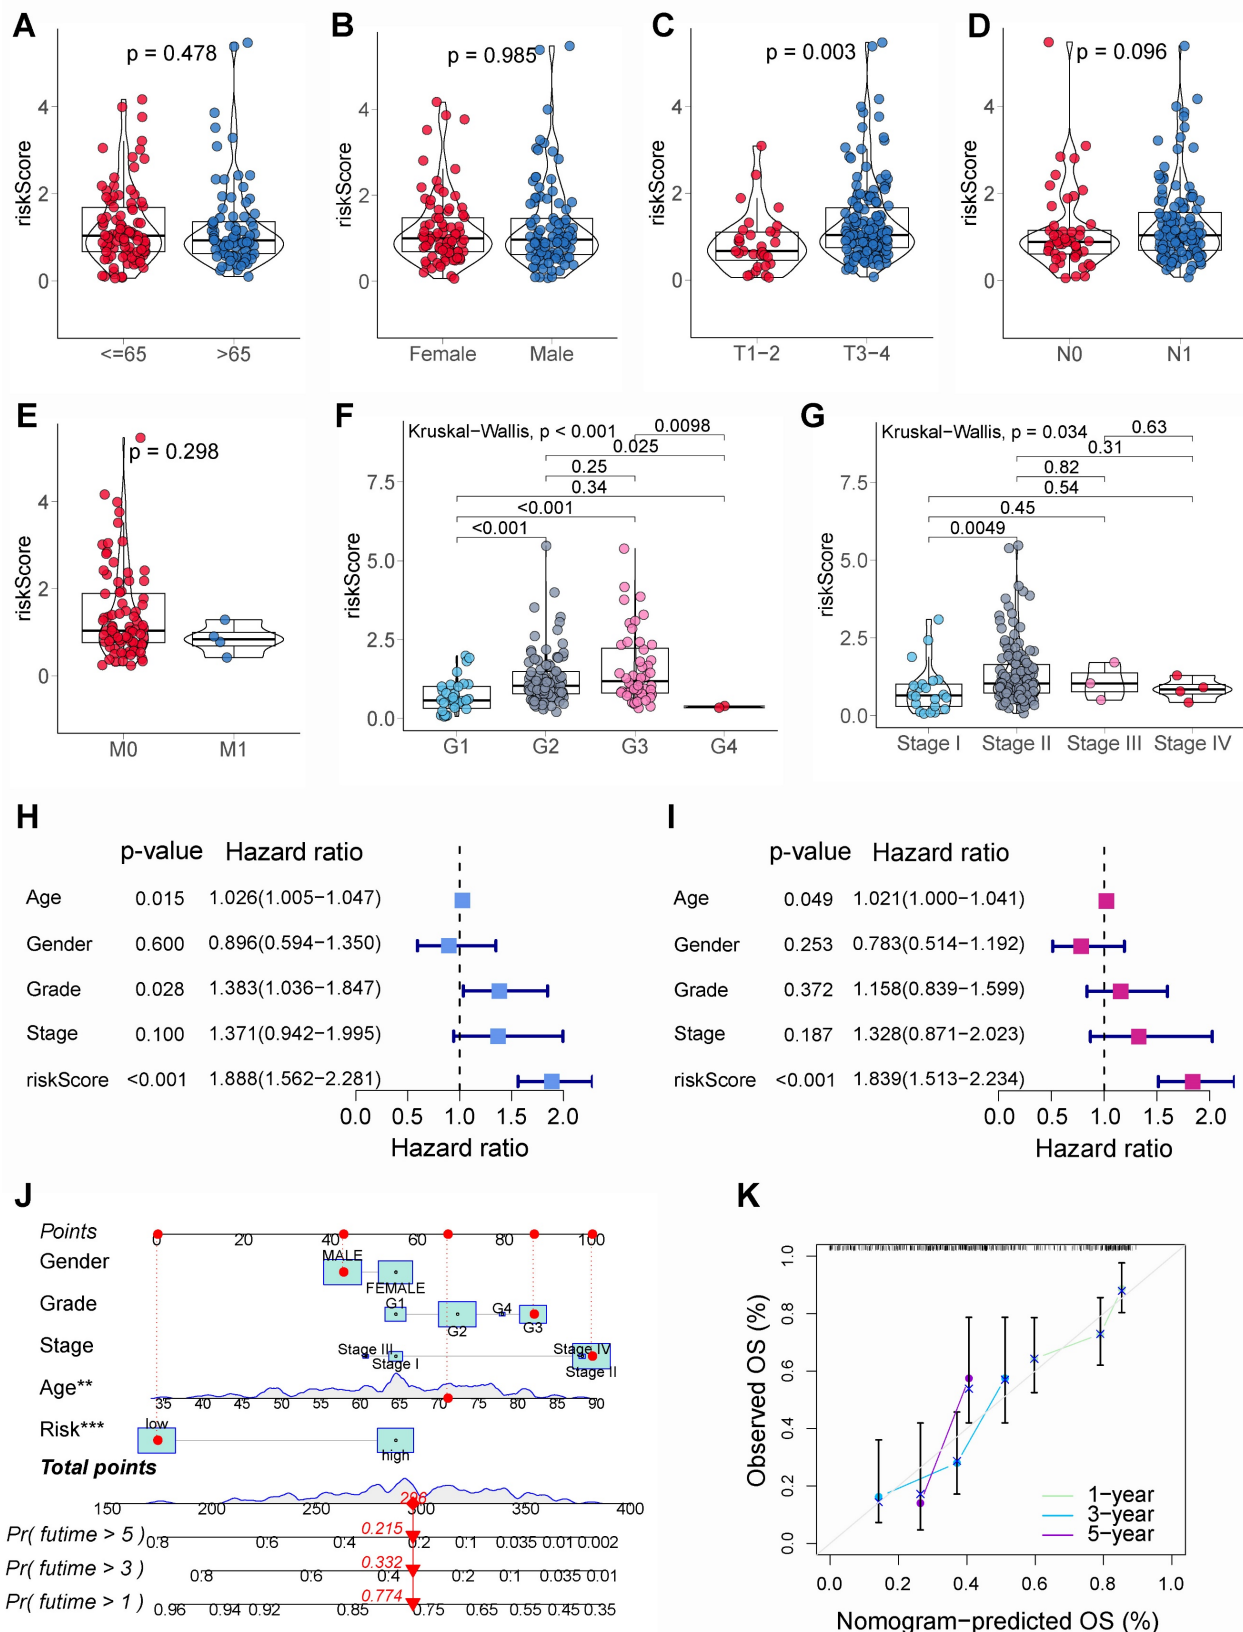 A
p = 0.478
riskScore
4
2
0
<=65 >65
B
p = 0.985
riskScore
4
2
0
Female Male
C
p = 0.003
riskScore
4
2
0
T1−2 T3−4
D
p = 0.096
riskScore
4
2
0
N0 N1
E
p = 0.298
riskScore
4
2
0
M0 M1
F
Kruskal−Wallis, p < 0.001
0.0098
0.025
0.25
0.34
<0.001
<0.001
riskScore
7.5
5.0
2.5
0.0
G1 G2 G3 G4
G
Kruskal−Wallis, p = 0.034
0.63
0.31
0.82
0.54
0.45
0.0049
riskScore
7.5
5.0
2.5
0.0
Stage I Stage II Stage III Stage IV
H
p-value Hazard ratio
Age 0.015 1.026(1.005−1.047)
Gender 0.600 0.896(0.594−1.350)
Grade 0.028 1.383(1.036−1.847)
Stage 0.100 1.371(0.942−1.995)
riskScore <0.001 1.888(1.562−2.281)
0.0 0.5 1.0 1.5 2.0
Hazard ratio
I
p-value Hazard ratio
Age 0.049 1.021(1.000−1.041)
Gender 0.253 0.783(0.514−1.192)
Grade 0.372 1.158(0.839−1.599)
Stage 0.187 1.328(0.871−2.023)
riskScore <0.001 1.839(1.513−2.234)
0.0 0.5 1.0 1.5 2.0
Hazard ratio
J
Points
0 20 40 60 80 100
Gender
MALE
FEMALE
Grade
G1 G4
G2 G3
Stage
Stage III Stage IV
Stage I Stage II
Age**
35 40 45 50 55 60 65 70 75 80 85 90
Risk***
low
high
Total points
296
150 200 250 300 350 400
Pr( futime > 5 )
0.215
0.8 0.6 0.4 0.2 0.1 0.035 0.01 0.002
Pr( futime > 3 )
0.332
0.8 0.6 0.4 0.2 0.1 0.035 0.01
Pr( futime > 1 )
0.774
0.96 0.94 0.92 0.85 0.75 0.65 0.55 0.45 0.35
K
Observed OS (%)
1.0
0.8
0.6
0.4
0.2
0.0
1−year
3−year
5−year
0.0 0.2 0.4 0.6 0.8 1.0
Nomogram−predicted OS (%)